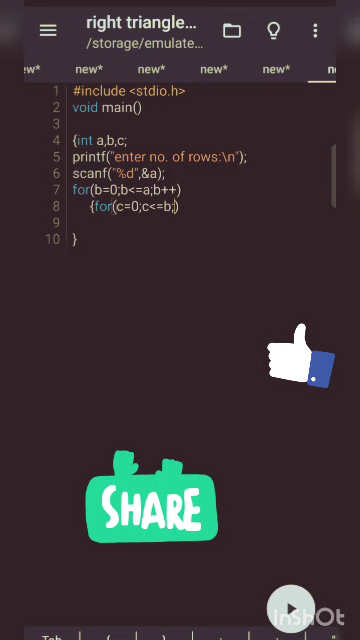 right triangle...
/storage/emulate...
ew* new* new* new* new*
1 #include <stdio.h>
2 void main()
3
4 {int a,b,c;
5 printf("enter no. of rows:\n");
6 scanf("%d",&a);
7 for(b=0;b<=a;b++)
8 {for(c=0;c<=b;)
9
10 }
SHARE
InShOt